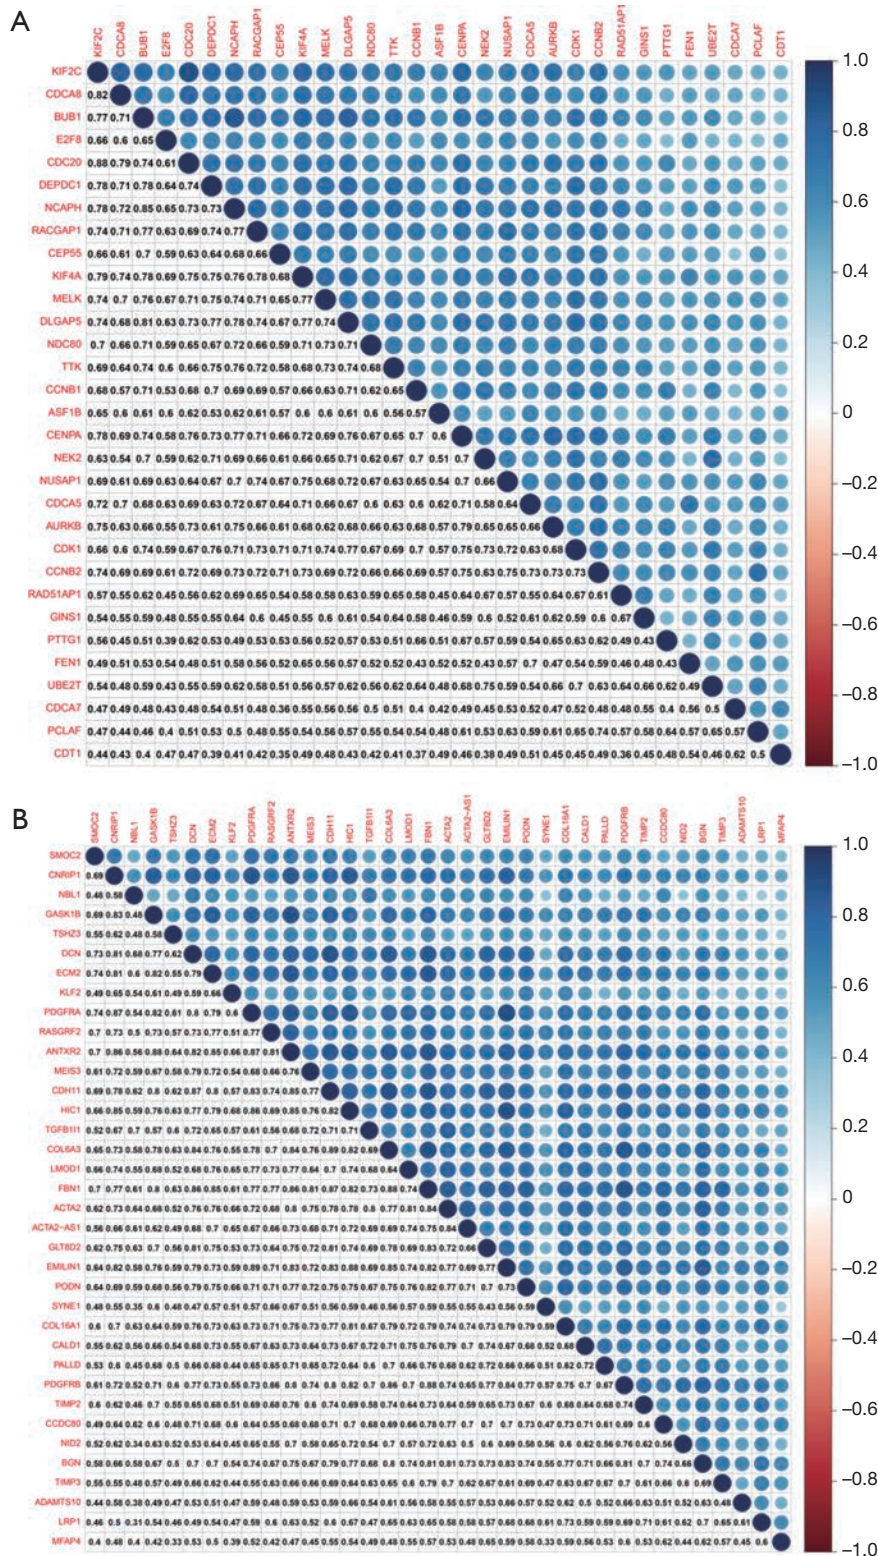 A
KIF2C CDCA8 BUB1 E2F8 CDC20 DEPDC1 NCAPH RACGAP1 CEP55 KIF4A MELK DLGAP5 NDC80 TTK CCNB1 ASF1B CENPA NEK2 NUSAP1 CDCA5 AURKB CDK1 CCNB2 RAD51AP1 GINS1 PTTG1 FEN1 UBE2T CDCA7 PCLAF CDT1
KIF2C
CDCA8 0.82
BUB1 0.77 0.71
E2F8 0.66 0.6 0.65
CDC20 0.88 0.79 0.74 0.61
DEPDC1 0.78 0.71 0.78 0.64 0.74
NCAPH 0.78 0.72 0.85 0.65 0.73 0.73
RACGAP1 0.74 0.71 0.77 0.63 0.69 0.74 0.77
CEP55 0.66 0.61 0.7 0.59 0.63 0.64 0.68 0.66
KIF4A 0.79 0.74 0.78 0.69 0.75 0.75 0.76 0.78 0.68
MELK 0.74 0.7 0.76 0.67 0.71 0.75 0.74 0.71 0.65 0.77
DLGAP5 0.74 0.68 0.81 0.63 0.73 0.77 0.78 0.74 0.67 0.77 0.74
NDC80 0.7 0.66 0.71 0.59 0.65 0.67 0.72 0.66 0.59 0.71 0.73 0.71
TTK 0.69 0.64 0.74 0.6 0.66 0.75 0.76 0.72 0.58 0.68 0.73 0.74 0.68
CCNB1 0.68 0.57 0.71 0.53 0.68 0.7 0.69 0.69 0.57 0.66 0.63 0.71 0.62 0.65
ASF1B 0.65 0.6 0.61 0.6 0.62 0.53 0.62 0.61 0.57 0.6 0.6 0.61 0.6 0.56 0.57
CENPA 0.78 0.69 0.74 0.58 0.76 0.73 0.77 0.71 0.66 0.72 0.69 0.76 0.67 0.65 0.7 0.6
NEK2 0.63 0.54 0.7 0.59 0.62 0.71 0.69 0.66 0.61 0.66 0.65 0.71 0.62 0.67 0.7 0.51 0.7
NUSAP1 0.69 0.61 0.69 0.63 0.64 0.67 0.7 0.74 0.67 0.75 0.68 0.72 0.67 0.63 0.65 0.54 0.7 0.66
CDCA5 0.72 0.7 0.68 0.63 0.69 0.63 0.72 0.67 0.64 0.71 0.66 0.67 0.6 0.63 0.6 0.62 0.71 0.58 0.64
AURKB 0.75 0.63 0.66 0.55 0.73 0.61 0.75 0.66 0.61 0.68 0.62 0.68 0.66 0.63 0.68 0.57 0.79 0.65 0.65 0.66
CDK1 0.66 0.6 0.74 0.59 0.67 0.76 0.71 0.73 0.71 0.71 0.74 0.77 0.67 0.69 0.7 0.57 0.75 0.73 0.72 0.63 0.68
CCNB2 0.74 0.69 0.69 0.61 0.72 0.69 0.73 0.72 0.71 0.73 0.69 0.72 0.66 0.66 0.69 0.67 0.75 0.63 0.75 0.73 0.73 0.73
RAD51AP1 0.57 0.55 0.62 0.45 0.56 0.62 0.69 0.65 0.54 0.58 0.58 0.63 0.59 0.65 0.58 0.45 0.64 0.67 0.57 0.55 0.64 0.67 0.61
GINS1 0.54 0.55 0.59 0.48 0.55 0.55 0.64 0.6 0.45 0.55 0.6 0.61 0.54 0.64 0.58 0.46 0.59 0.6 0.52 0.61 0.62 0.59 0.6 0.67
PTTG1 0.56 0.45 0.51 0.39 0.62 0.53 0.49 0.53 0.53 0.56 0.52 0.57 0.53 0.51 0.66 0.51 0.67 0.57 0.59 0.54 0.65 0.63 0.62 0.49 0.43
FEN1 0.49 0.51 0.53 0.54 0.48 0.51 0.58 0.56 0.52 0.65 0.56 0.57 0.52 0.52 0.43 0.52 0.52 0.43 0.57 0.7 0.47 0.54 0.59 0.46 0.48 0.43
UBE2T 0.54 0.48 0.59 0.43 0.55 0.59 0.62 0.58 0.51 0.56 0.57 0.62 0.56 0.62 0.64 0.48 0.68 0.75 0.59 0.54 0.66 0.7 0.63 0.64 0.66 0.62 0.49
CDCA7 0.47 0.49 0.48 0.43 0.48 0.54 0.51 0.48 0.36 0.55 0.56 0.56 0.5 0.51 0.4 0.42 0.49 0.45 0.53 0.52 0.47 0.52 0.48 0.48 0.55 0.4 0.56 0.5
PCLAF 0.47 0.44 0.46 0.4 0.51 0.53 0.5 0.48 0.55 0.54 0.56 0.57 0.55 0.54 0.54 0.48 0.61 0.53 0.63 0.59 0.61 0.65 0.74 0.57 0.58 0.64 0.57 0.65 0.57
CDT1 0.44 0.43 0.4 0.47 0.47 0.39 0.41 0.42 0.35 0.49 0.48 0.43 0.42 0.41 0.37 0.49 0.46 0.38 0.49 0.51 0.45 0.45 0.49 0.36 0.45 0.41 0.48 0.54 0.46 0.62 0.5
1.0
0.8
0.6
0.4
0.2
0
−0.2
−0.4
−0.6
−0.8
−1.0
B
SMOC2 CNRIP1 NBL1 GASK1B TSHZ3 DCN ECM2 KLF2 PDGFRA RASGRF2 ANTXR2 MEIS3 CDH11 HIC1 TGFB1I1 COL6A3 LMOD1 FBN1 ACTA2 ACTA2−AS1 GLT8D2 EMILIN1 PODN SYNE1 COL16A1 CALD1 PALLD PDGFRB TIMP2 CCDC80 NID2 BGN TIMP3 ADAMTS10 LRP1 MFAP4
SMOC2
CNRIP1 0.69
NBL1 0.48 0.58
GASK1B 0.69 0.83 0.48
TSHZ3 0.55 0.62 0.48 0.58
DCN 0.73 0.81 0.68 0.77 0.62
ECM2 0.74 0.81 0.6 0.82 0.55 0.79
KLF2 0.49 0.65 0.54 0.61 0.49 0.59 0.66
PDGFRA 0.74 0.87 0.54 0.82 0.61 0.8 0.79 0.6
RASGRF2 0.7 0.73 0.5 0.73 0.57 0.73 0.77 0.51 0.77
ANTXR2 0.7 0.86 0.56 0.88 0.64 0.82 0.85 0.66 0.87 0.81
MEIS3 0.61 0.72 0.59 0.67 0.58 0.79 0.72 0.54 0.68 0.66 0.76
CDH11 0.69 0.78 0.62 0.8 0.62 0.87 0.8 0.57 0.83 0.74 0.85 0.77
HIC1 0.66 0.85 0.59 0.76 0.63 0.77 0.79 0.68 0.86 0.69 0.85 0.76 0.82
TGFB1I1 0.52 0.67 0.7 0.57 0.6 0.72 0.65 0.57 0.61 0.56 0.68 0.72 0.71 0.71
COL6A3 0.65 0.73 0.58 0.78 0.63 0.84 0.76 0.55 0.78 0.7 0.84 0.76 0.89 0.82 0.69
LMOD1 0.66 0.74 0.55 0.68 0.52 0.68 0.76 0.65 0.77 0.73 0.77 0.64 0.7 0.74 0.68 0.64
FBN1 0.7 0.77 0.61 0.8 0.63 0.86 0.85 0.61 0.77 0.77 0.86 0.81 0.87 0.82 0.73 0.88 0.74
ACTA2 0.62 0.73 0.64 0.68 0.52 0.76 0.76 0.66 0.72 0.68 0.8 0.75 0.78 0.78 0.8 0.77 0.81 0.84
ACTA2−AS1 0.56 0.66 0.61 0.62 0.49 0.68 0.7 0.65 0.67 0.66 0.73 0.68 0.71 0.72 0.69 0.69 0.74 0.75 0.84
GLT8D2 0.62 0.75 0.63 0.7 0.56 0.81 0.75 0.53 0.73 0.64 0.75 0.72 0.81 0.74 0.69 0.78 0.69 0.83 0.72 0.66
EMILIN1 0.64 0.82 0.58 0.76 0.59 0.79 0.73 0.59 0.89 0.71 0.83 0.72 0.83 0.88 0.69 0.85 0.74 0.82 0.77 0.69 0.77
PODN 0.64 0.69 0.59 0.68 0.56 0.79 0.75 0.66 0.71 0.71 0.77 0.72 0.75 0.75 0.67 0.75 0.76 0.82 0.77 0.71 0.7 0.73
SYNE1 0.48 0.55 0.35 0.6 0.48 0.47 0.57 0.51 0.57 0.66 0.67 0.51 0.56 0.59 0.46 0.56 0.57 0.59 0.55 0.55 0.43 0.56 0.59
COL16A1 0.6 0.7 0.63 0.64 0.59 0.76 0.73 0.63 0.73 0.71 0.75 0.73 0.77 0.81 0.67 0.79 0.72 0.79 0.74 0.74 0.73 0.79 0.79 0.59
CALD1 0.55 0.62 0.56 0.66 0.54 0.68 0.73 0.55 0.67 0.63 0.73 0.64 0.73 0.67 0.72 0.71 0.75 0.76 0.79 0.7 0.74 0.67 0.68 0.52 0.68
PALLD 0.53 0.6 0.45 0.68 0.5 0.66 0.68 0.44 0.65 0.65 0.71 0.65 0.72 0.64 0.6 0.7 0.66 0.76 0.68 0.62 0.72 0.66 0.66 0.51 0.62 0.72
PDGFRB 0.61 0.72 0.52 0.71 0.6 0.77 0.73 0.55 0.73 0.66 0.8 0.74 0.8 0.82 0.7 0.86 0.7 0.88 0.74 0.65 0.77 0.84 0.77 0.57 0.75 0.7 0.67
TIMP2 0.6 0.62 0.46 0.7 0.55 0.65 0.68 0.51 0.69 0.68 0.76 0.6 0.74 0.69 0.58 0.74 0.64 0.73 0.64 0.59 0.65 0.73 0.67 0.6 0.68 0.64 0.68 0.74
CCDC80 0.49 0.64 0.62 0.6 0.48 0.71 0.68 0.6 0.64 0.55 0.68 0.68 0.71 0.7 0.68 0.69 0.66 0.78 0.77 0.7 0.7 0.7 0.73 0.47 0.73 0.71 0.61 0.69 0.6
NID2 0.52 0.62 0.34 0.63 0.52 0.53 0.64 0.45 0.65 0.55 0.7 0.58 0.65 0.72 0.54 0.7 0.57 0.72 0.63 0.5 0.6 0.69 0.58 0.56 0.6 0.62 0.56 0.76 0.62 0.56
BGN 0.58 0.66 0.58 0.67 0.5 0.7 0.7 0.54 0.74 0.67 0.75 0.67 0.79 0.77 0.68 0.8 0.74 0.81 0.81 0.73 0.73 0.83 0.74 0.55 0.77 0.71 0.66 0.81 0.7 0.74 0.68
TIMP3 0.55 0.55 0.48 0.57 0.49 0.66 0.62 0.44 0.55 0.63 0.66 0.66 0.69 0.64 0.63 0.65 0.6 0.79 0.7 0.62 0.67 0.61 0.69 0.47 0.63 0.67 0.67 0.7 0.61 0.66 0.6 0.69
ADAMTS10 0.44 0.58 0.38 0.49 0.47 0.53 0.51 0.47 0.59 0.48 0.59 0.53 0.59 0.66 0.54 0.61 0.56 0.58 0.55 0.57 0.53 0.66 0.57 0.52 0.66 0.52 0.62 0.5 0.52 0.66 0.63 0.51 0.52 0.63 0.48
LRP1 0.46 0.5 0.31 0.54 0.46 0.49 0.54 0.47 0.59 0.6 0.63 0.52 0.6 0.67 0.47 0.65 0.63 0.65 0.58 0.58 0.57 0.68 0.56 0.61 0.73 0.59 0.59 0.69 0.64 0.62 0.7 0.65 0.61
MFAP4 0.4 0.48 0.4 0.42 0.33 0.53 0.5 0.39 0.52 0.42 0.47 0.45 0.55
1.0
0.8
0.6
0.4
0.2
0
−0.2
−0.4
−0.6
−0.8
−1.0